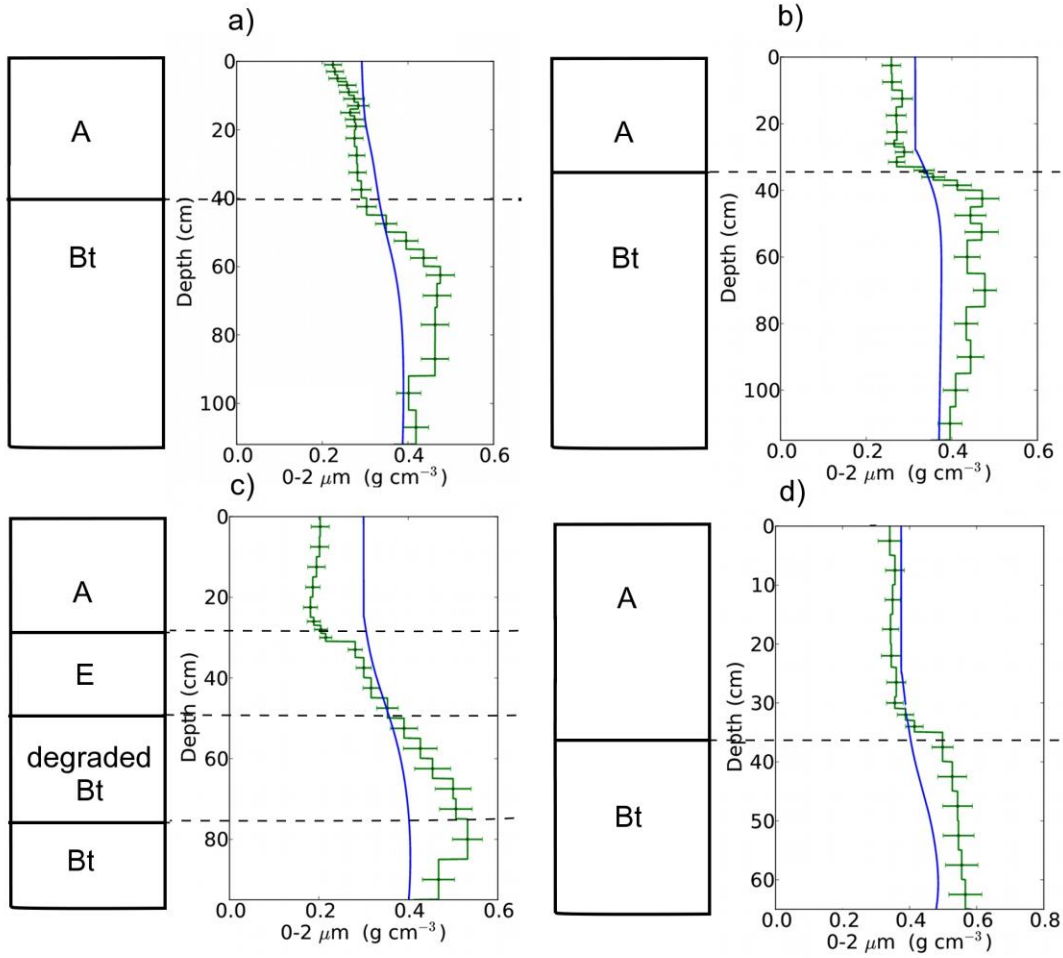 a)
A
Bt
0
20
40
60
80
100
Depth (cm)
0.0 0.2 0.4 0.6
0-2 μm (g cm⁻³)
b)
A
Bt
0
20
40
60
80
100
Depth (cm)
0.0 0.2 0.4 0.6
0-2 μm (g cm⁻³)
c)
A
E
degraded
Bt
Bt
0
20
40
60
80
Depth (cm)
0.0 0.2 0.4 0.6
0-2 μm (g cm⁻³)
d)
A
Bt
0
10
20
30
40
50
60
Depth (cm)
0.0 0.2 0.4 0.6 0.8
0-2 μm (g cm⁻³)